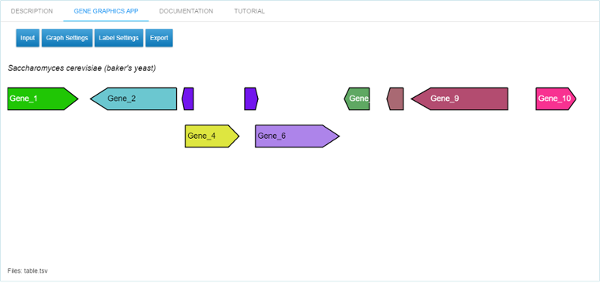 DESCRIPTION GENE GRAPHICS APP DOCUMENTATION TUTORIAL
Input Graph Settings Label Settings Export
Saccharomyces cerevisiae (baker's yeast)
Gene_1 Gene_2 Gene_ Gene_9 Gene_10
Gene_4 Gene_6
Files: table.tsv